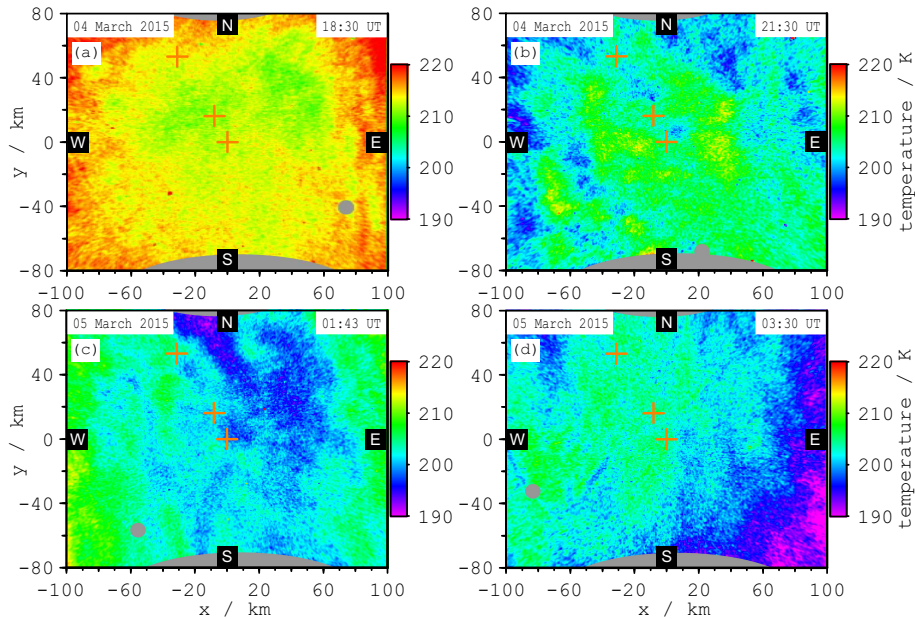 04 March 2015 N 18:30 UT
(a)
y / km
80
40
0
-40
-80
W E
S
-100 -60 -20 20 60 100
220
210
200
190
04 March 2015 N 21:30 UT
(b)
80
40
0
-40
-80
W E
S
-100 -60 -20 20 60 100
220
210
200
190
temperature / K
05 March 2015 N 01:43 UT
(c)
y / km
80
40
0
-40
-80
W E
S
-100 -60 -20 20 60 100
x / km
220
210
200
190
05 March 2015 N 03:30 UT
(d)
80
40
0
-40
-80
W E
S
-100 -60 -20 20 60 100
x / km
220
210
200
190
temperature / K